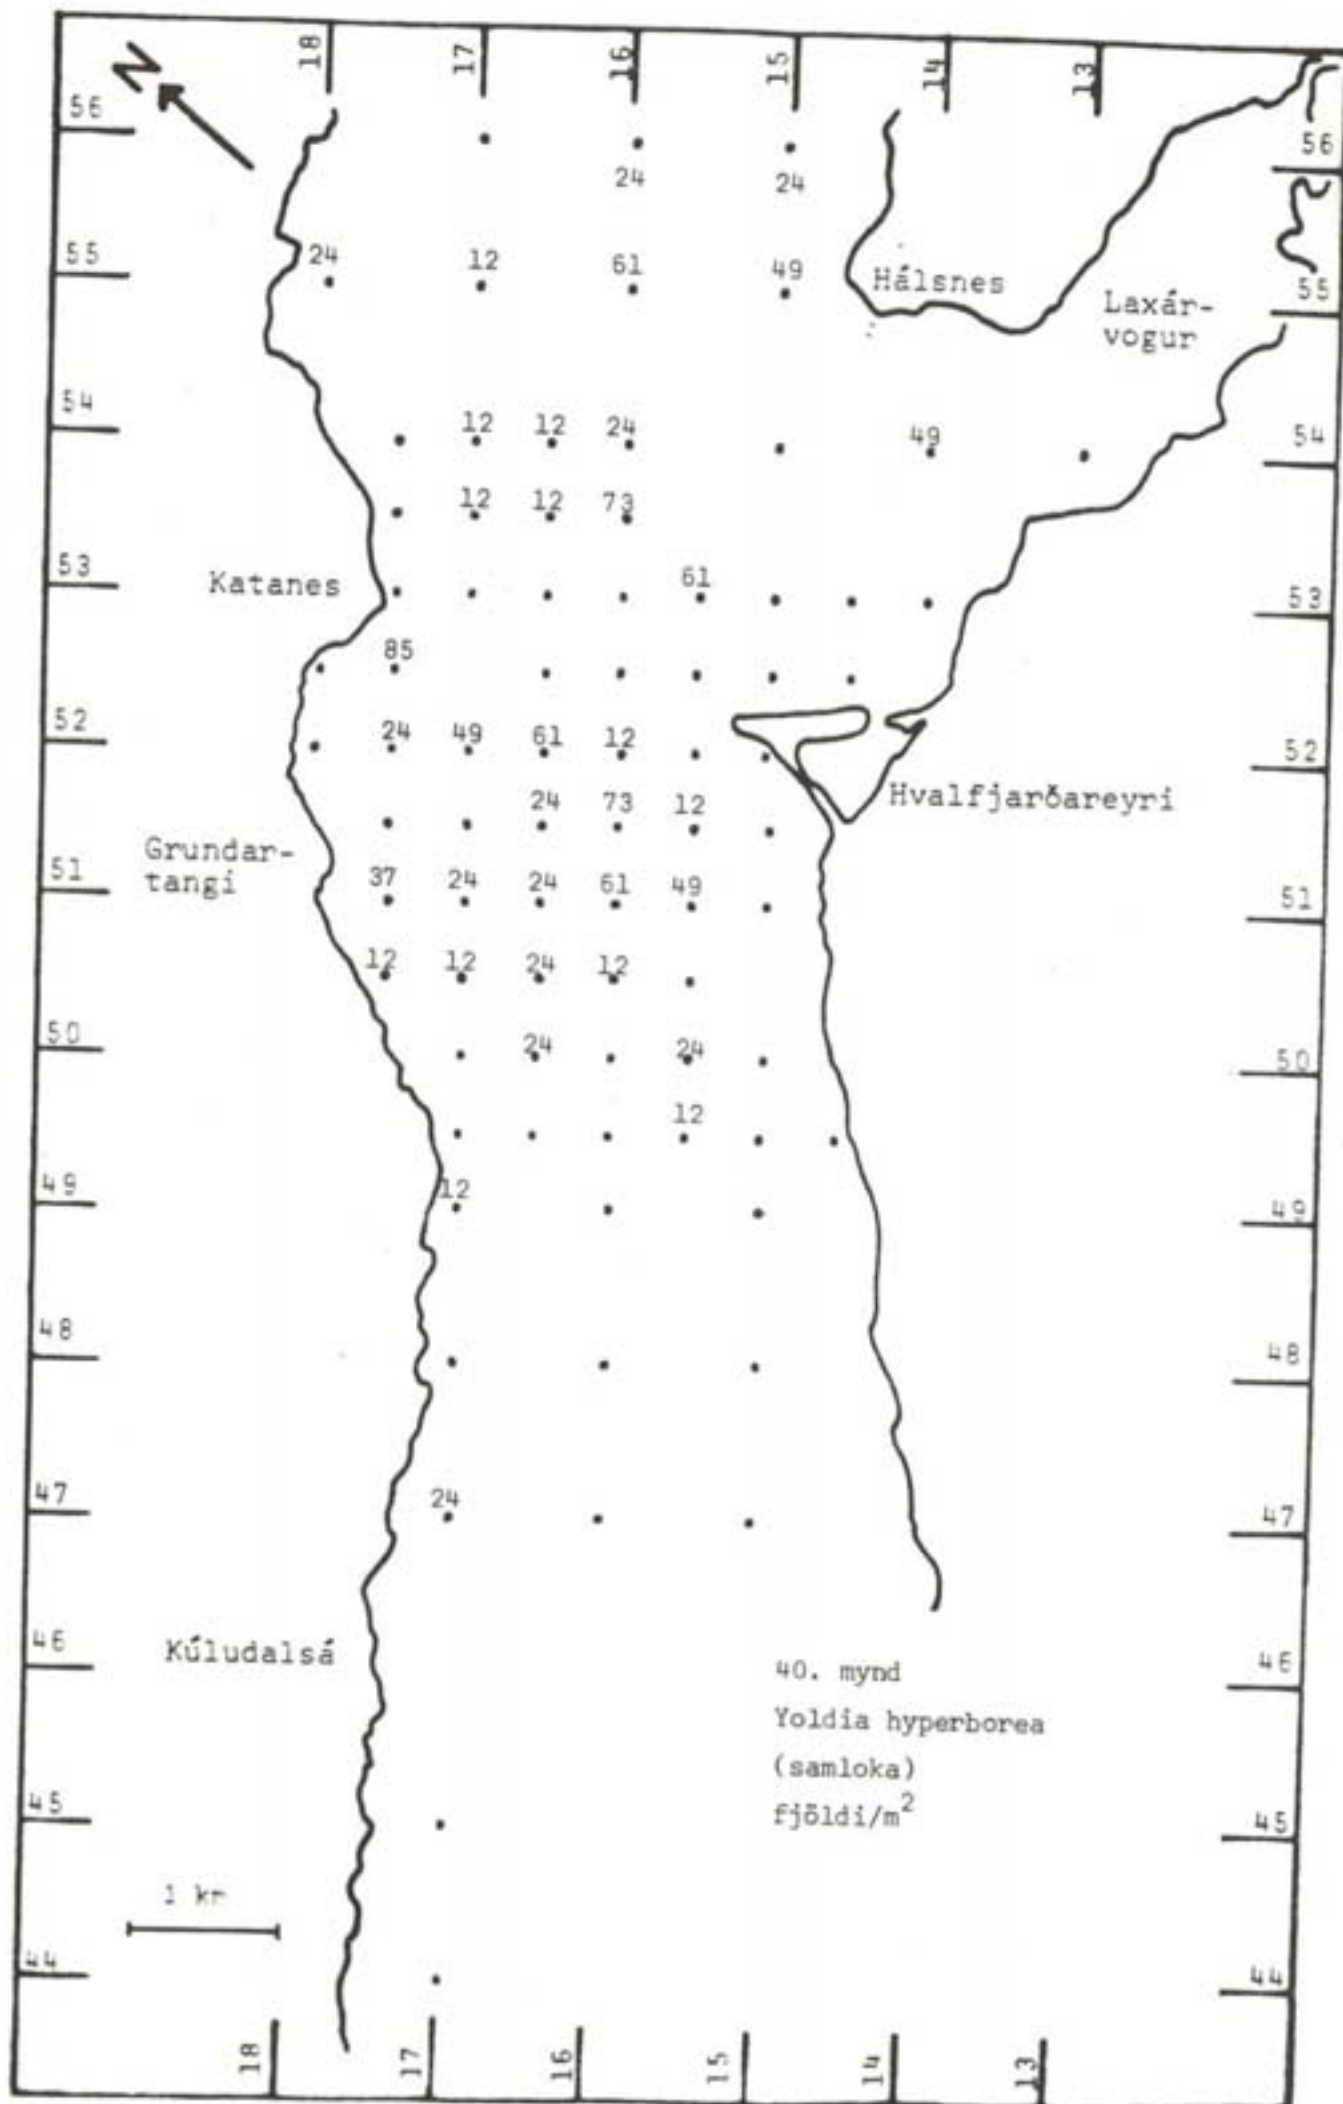 N
18 17 16 15 14 13
56
56
24 24
55
24 12 61 49
Hálsnes
55
Laxár-
vogur
54
12 12 24 49
54
12 12 73
53
Katanes
61
53
85
52
24 49 61 12
52
24 73 12
Hvalfjarðareyri
Grundar-
tangi
51
37 24 24 61 49
51
12 12 24 12
50
24 24
50
12
49
12
49
48
48
47
24
47
46
Kúludalsá
46
40. mynd
Yoldia hyperborea
(samloka)
fjöldi/m²
45
45
1 km
44
44
18 17 16 15 14 13